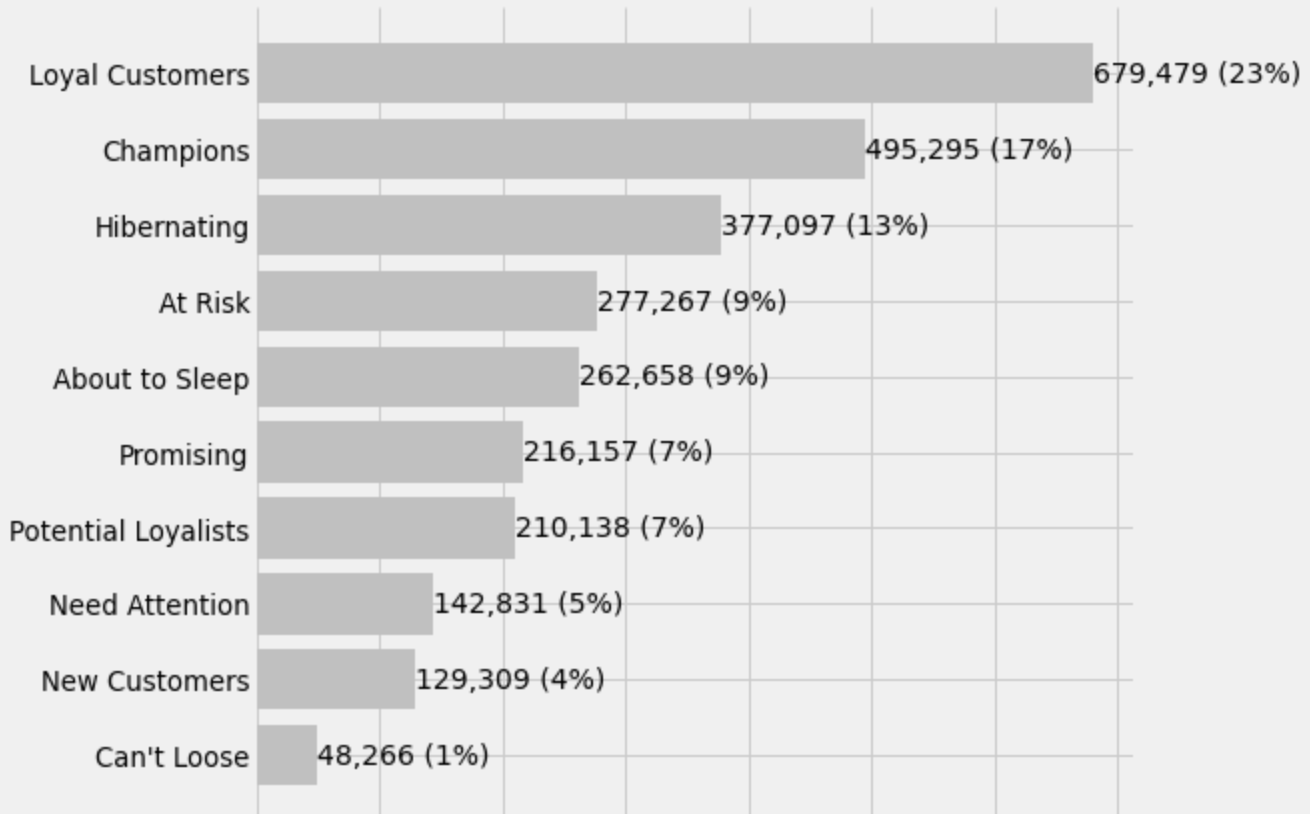 Loyal Customers 679,479 (23%)
Champions 495,295 (17%)
Hibernating 377,097 (13%)
At Risk 277,267 (9%)
About to Sleep 262,658 (9%)
Promising 216,157 (7%)
Potential Loyalists 210,138 (7%)
Need Attention 142,831 (5%)
New Customers 129,309 (4%)
Can't Loose 48,266 (1%)